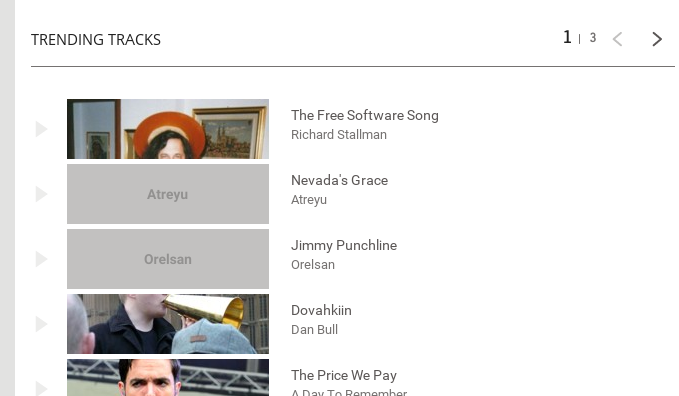 TRENDING TRACKS
1 | 3
The Free Software Song
Richard Stallman
Atreyu
Nevada's Grace
Atreyu
Orelsan
Jimmy Punchline
Orelsan
Dovahkiin
Dan Bull
The Price We Pay
A Day To Remember